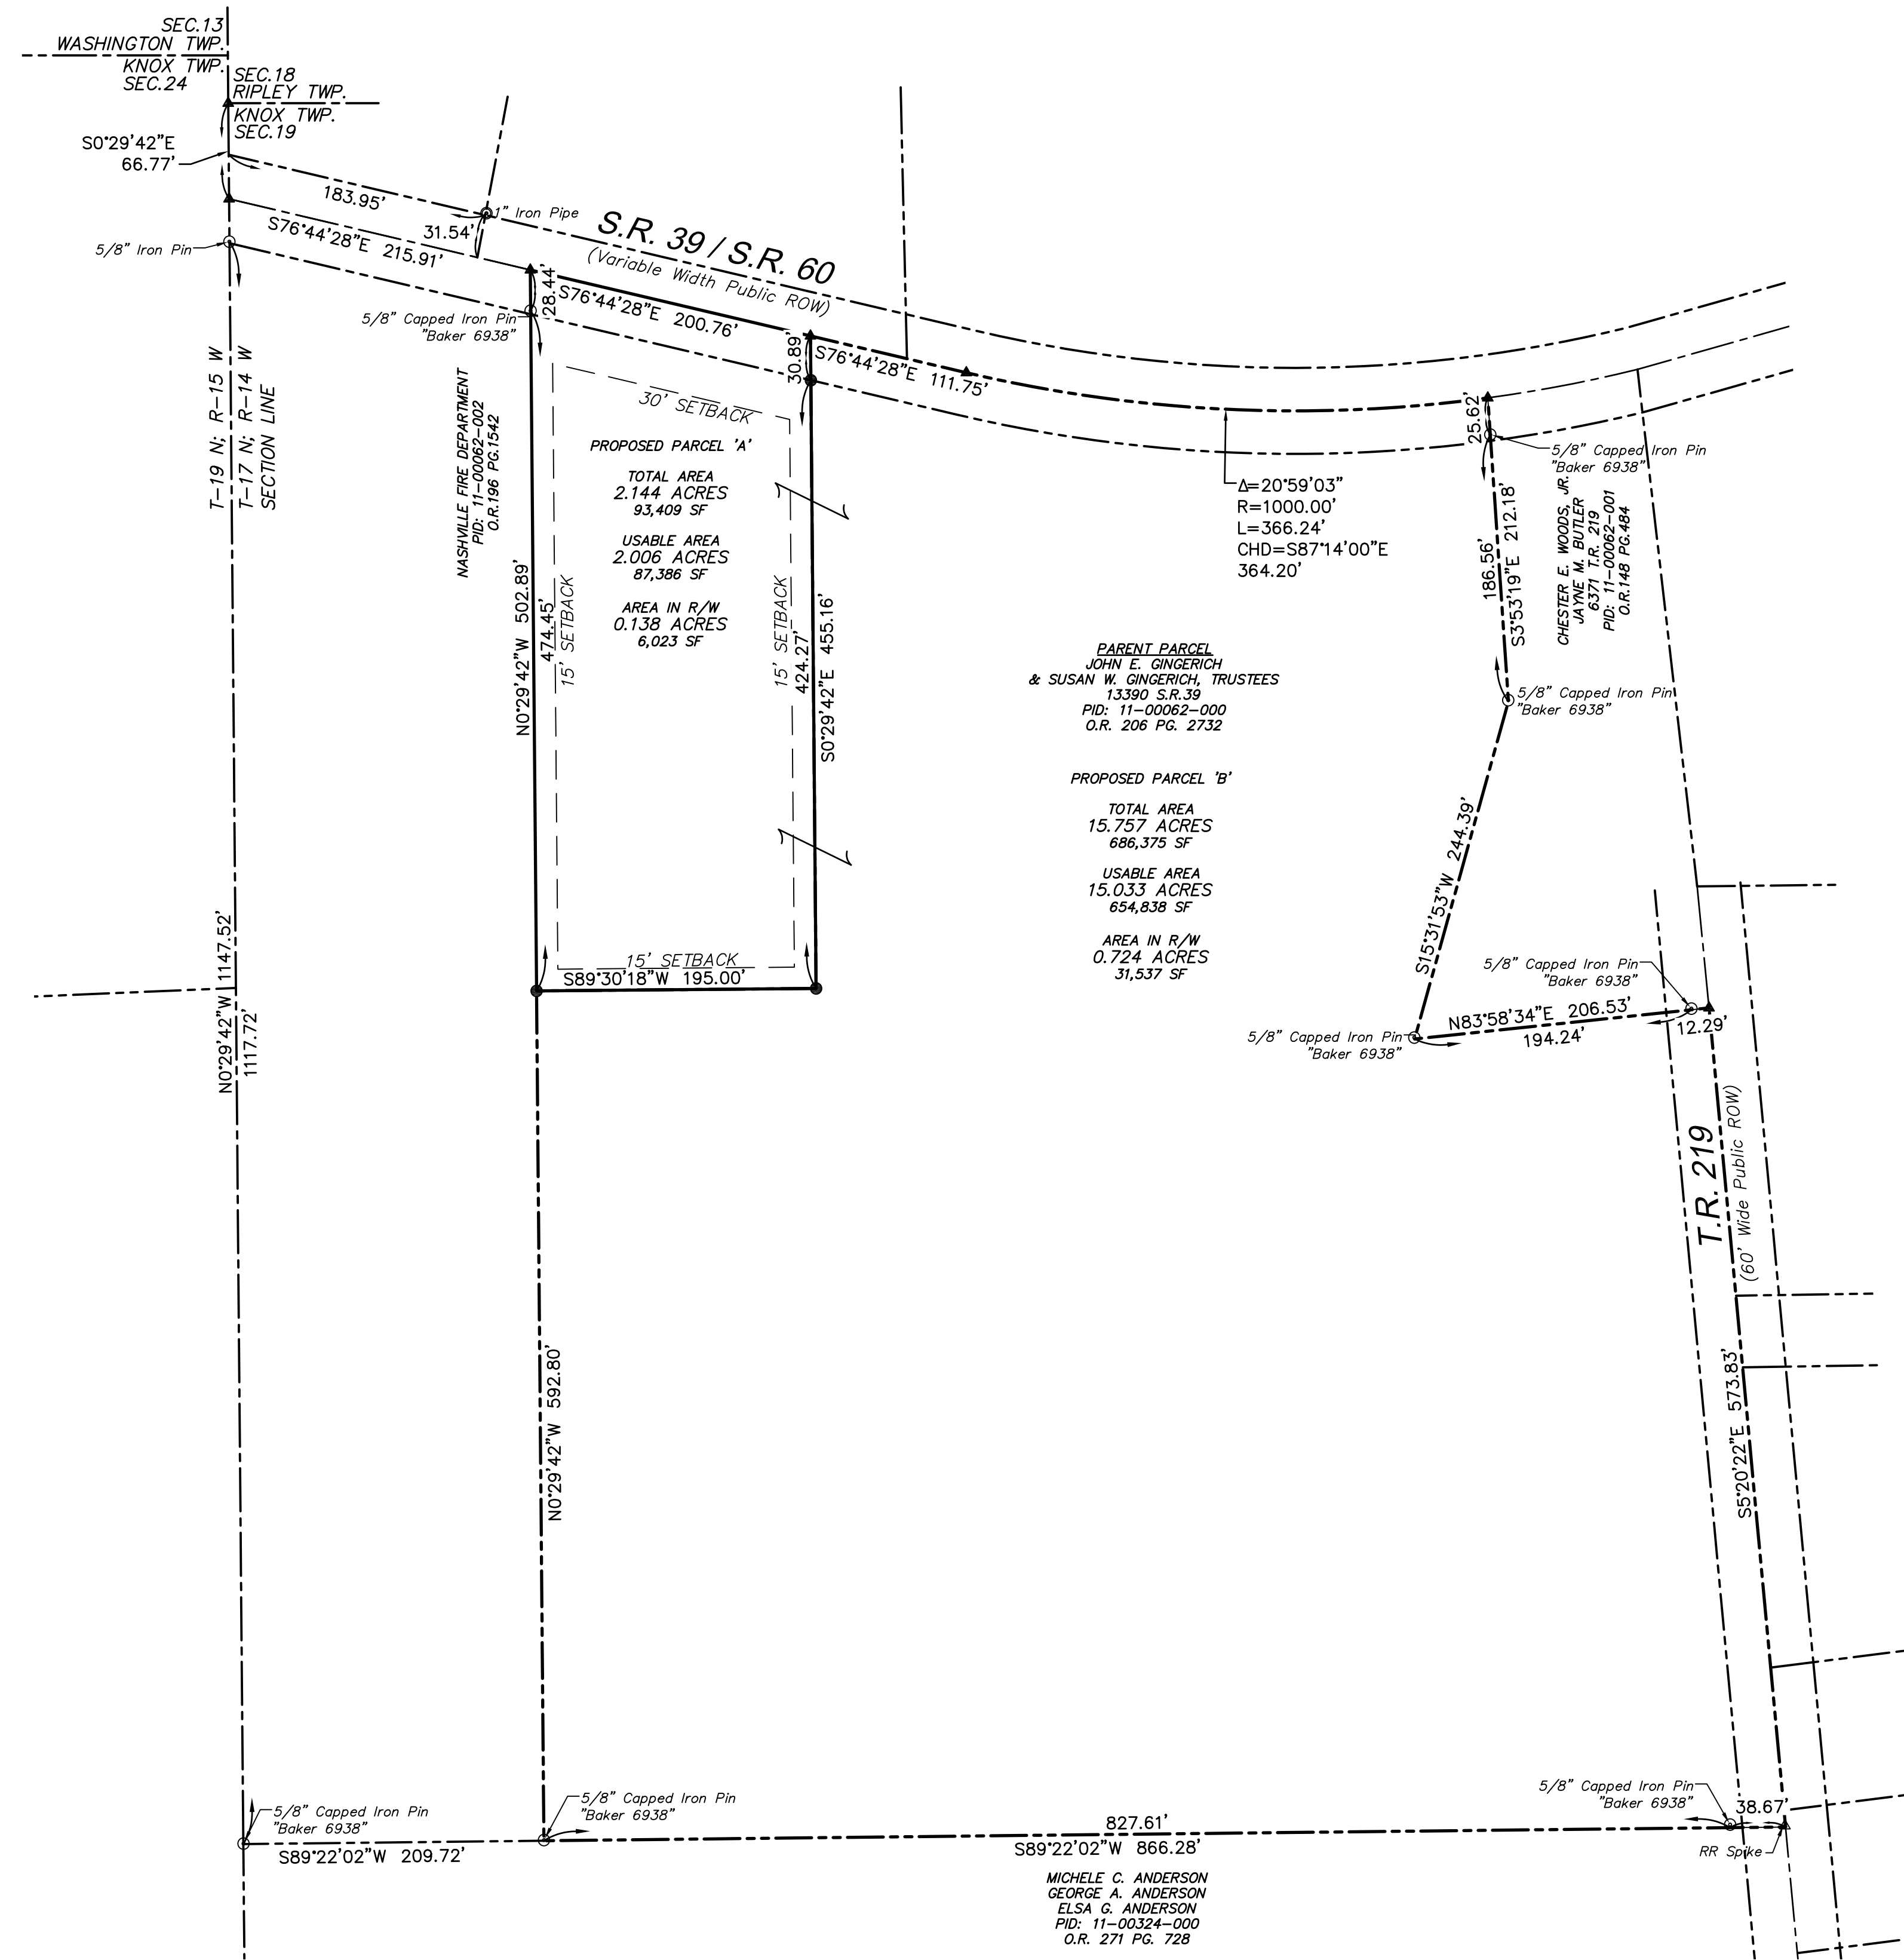 SEC.13
WASHINGTON TWP.
KNOX TWP.
SEC.24
SEC.18
RIPLEY TWP.
KNOX TWP.
SEC.19
S0°29'42"E
66.77'
183.95'
31.54'
1" Iron Pipe
S76°44'28"E 215.91'
5/8" Iron Pin
S.R. 39 / S.R. 60
(Variable Width Public ROW)
28.44'
S76°44'28"E 200.76'
5/8" Capped Iron Pin
"Baker 6938"
30.89'
S76°44'28"E 111.75'
T-19 N; R-15 W
T-17 N; R-14 W
SECTION LINE
NASHVILLE FIRE DEPARTMENT
PID: 11-00062-002
O.R.196 PG.1542
30' SETBACK
PROPOSED PARCEL 'A'
TOTAL AREA
2.144 ACRES
93,409 SF
USABLE AREA
2.006 ACRES
87,386 SF
AREA IN R/W
0.138 ACRES
6,023 SF
N0°29'42"W 502.89'
474.45'
15' SETBACK
15' SETBACK
424.27'
S0°29'42"E 455.16'
15' SETBACK
S89°30'18"W 195.00'
Δ=20°59'03"
R=1000.00'
L=366.24'
CHD=S87°14'00"E
364.20'
25.62'
5/8" Capped Iron Pin
"Baker 6938"
186.56'
S3°53'19"E 212.18'
CHESTER E. WOODS, JR.
JAYNE M. BUTLER
6371 T.R. 219
PID: 11-00062-001
O.R.148 PG.484
5/8" Capped Iron Pin
"Baker 6938"
PARENT PARCEL
JOHN E. GINGERICH
& SUSAN W. GINGERICH, TRUSTEES
13390 S.R.39
PID: 11-00062-000
O.R. 206 PG. 2732
PROPOSED PARCEL 'B'
TOTAL AREA
15.757 ACRES
686,375 SF
USABLE AREA
15.033 ACRES
654,838 SF
AREA IN R/W
0.724 ACRES
31,537 SF
S15°31'53"W 244.39'
5/8" Capped Iron Pin
"Baker 6938"
N83°58'34"E 206.53'
194.24'
12.29'
5/8" Capped Iron Pin
"Baker 6938"
N0°29'42"W 1147.52'
1117.72'
T.R. 219
(60' Wide Public ROW)
N0°29'42"W 592.80'
S5°20'22"E 573.83'
5/8" Capped Iron Pin
"Baker 6938"
5/8" Capped Iron Pin
"Baker 6938"
5/8" Capped Iron Pin
"Baker 6938"
38.67'
RR Spike
S89°22'02"W 209.72'
827.61'
S89°22'02"W 866.28'
MICHELE C. ANDERSON
GEORGE A. ANDERSON
ELSA G. ANDERSON
PID: 11-00324-000
O.R. 271 PG. 728